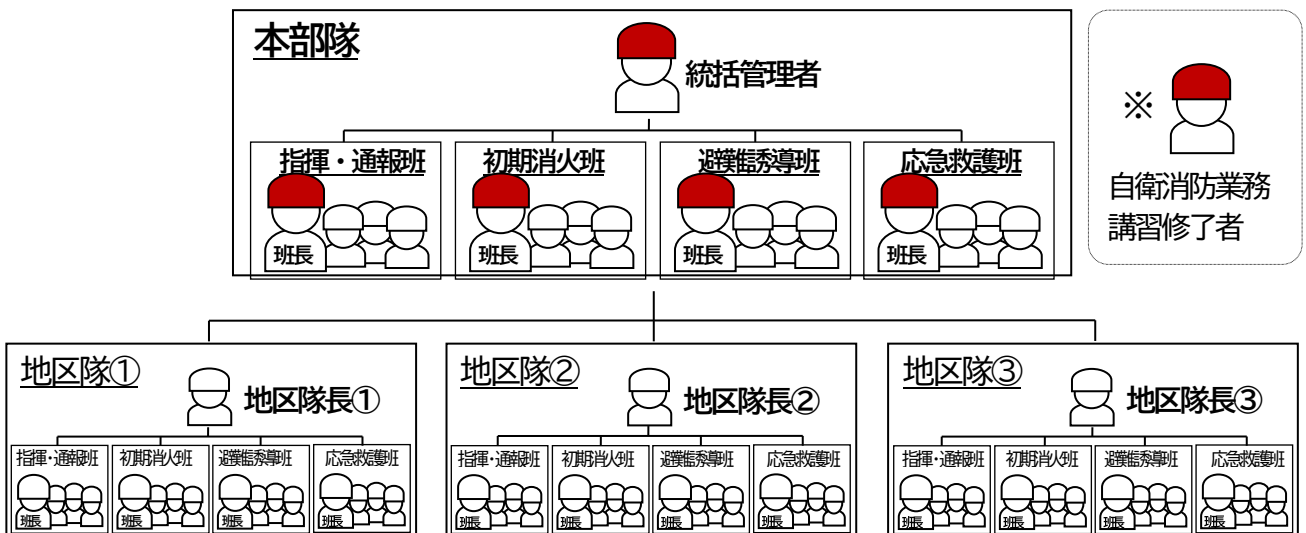 本部隊
統括管理者
指揮・通報班
初期消火班
避難誘導班
応急救護班
班長
班長
班長
班長
※
自衛消防業務
講習修了者
地区隊①
地区隊長①
指揮・通報班
初期消火班
避難誘導班
応急救護班
班長
班長
班長
班長
地区隊②
地区隊長②
指揮・通報班
初期消火班
避難誘導班
応急救護班
班長
班長
班長
班長
地区隊③
地区隊長③
指揮・通報班
初期消火班
避難誘導班
応急救護班
班長
班長
班長
班長